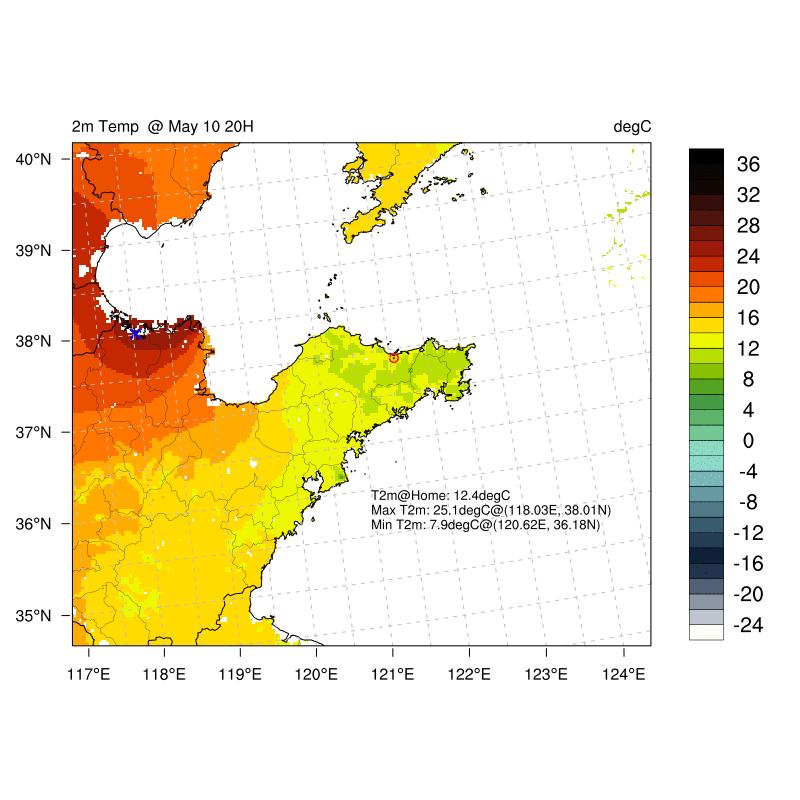 2m Temp @ May 10 20H degC
40°N
39°N
38°N
37°N
36°N
35°N
117°E 118°E 119°E 120°E 121°E 122°E 123°E 124°E
T2m@Home: 12.4degC
Max T2m: 25.1degC@(118.03E, 38.01N)
Min T2m: 7.9degC@(120.62E, 36.18N)
36
32
28
24
20
16
12
8
4
0
-4
-8
-12
-16
-20
-24